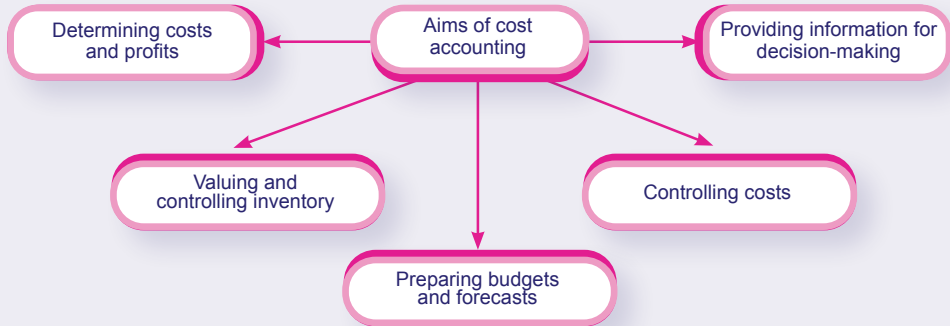 Determining costs
and profits
Aims of cost
accounting
Providing information for
decision-making
Valuing and
controlling inventory
Controlling costs
Preparing budgets
and forecasts